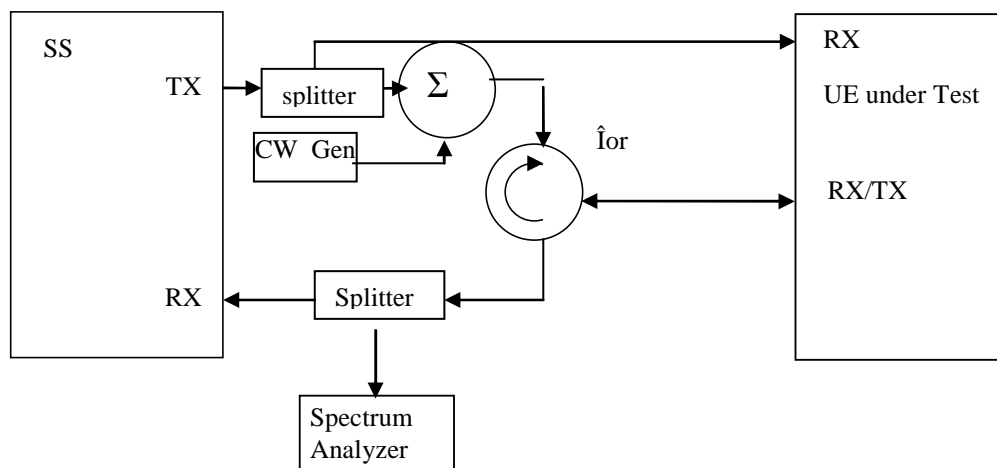 SS
RX
TX
splitter
Σ
UE under Test
CW Gen
Îor
RX/TX
RX
Splitter
Spectrum
Analyzer